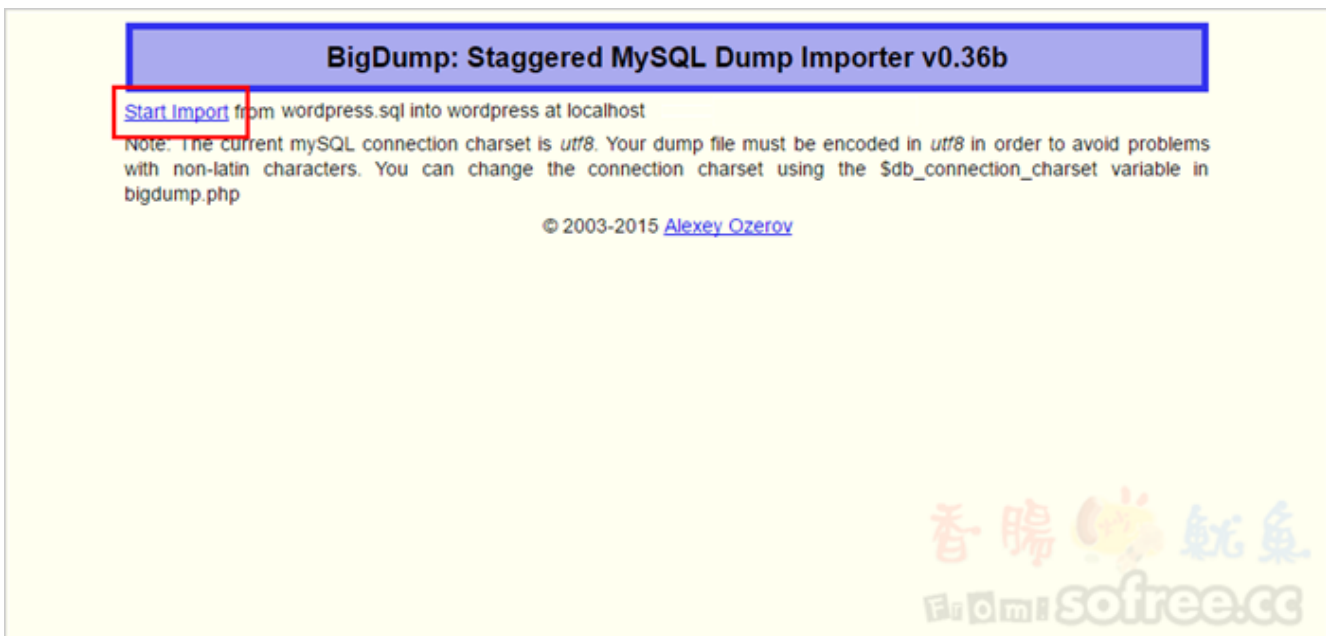 BigDump: Staggered MySQL Dump Importer v0.36b
Start Import from wordpress.sql into wordpress at localhost
Note: The current mySQL connection charset is utf8. Your dump file must be encoded in utf8 in order to avoid problems
with non-latin characters. You can change the connection charset using the $db_connection_charset variable in
bigdump.php
© 2003-2015 Alexey Ozerov
香腸炒魷魚
From: sofree.cc